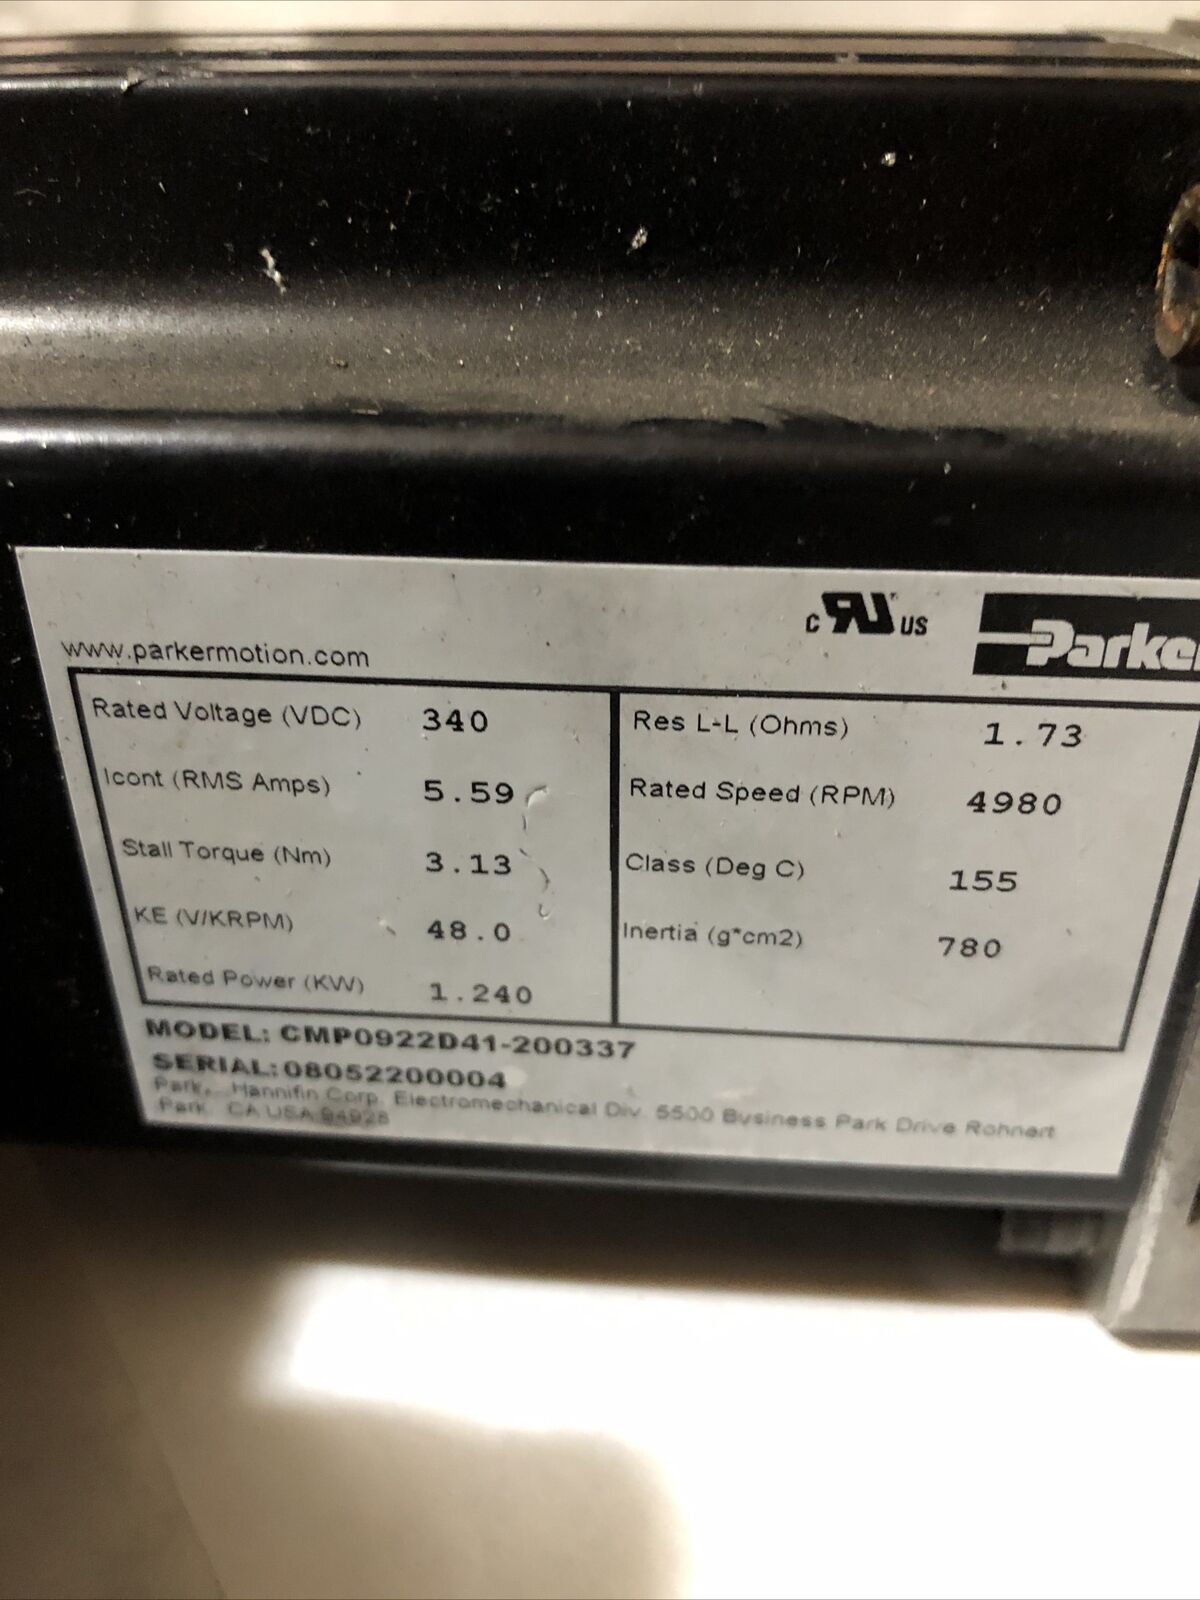 c RU US
Parker
www.parkermotion.com
Rated Voltage (VDC) 340
Icont (RMS Amps) 5.59
Stall Torque (Nm) 3.13
KE (V/KRPM) 48.0
Rated Power (KW) 1.240
Res L-L (Ohms) 1.73
Rated Speed (RPM) 4980
Class (Deg C) 155
Inertia (g*cm2) 780
MODEL: CMP0922D41-200337
SERIAL:08052200004
Hannifin Corp. Electromechanical Div. 5500 Business Park Drive Rohnert
Park, CA USA 94928